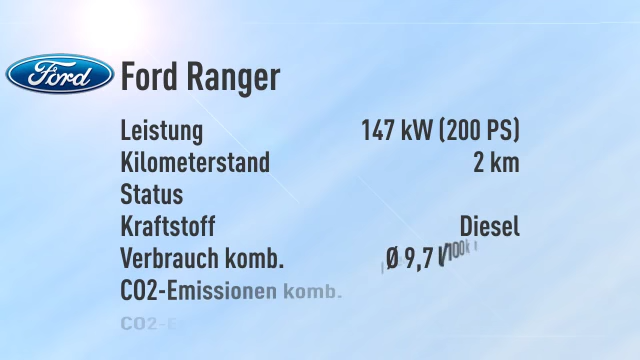 Ford Ford Ranger
Leistung 147 kW (200 PS)
Kilometerstand 2 km
Status
Kraftstoff Diesel
Verbrauch komb. Ø 9,7 l/100k
CO2-Emissionen komb.